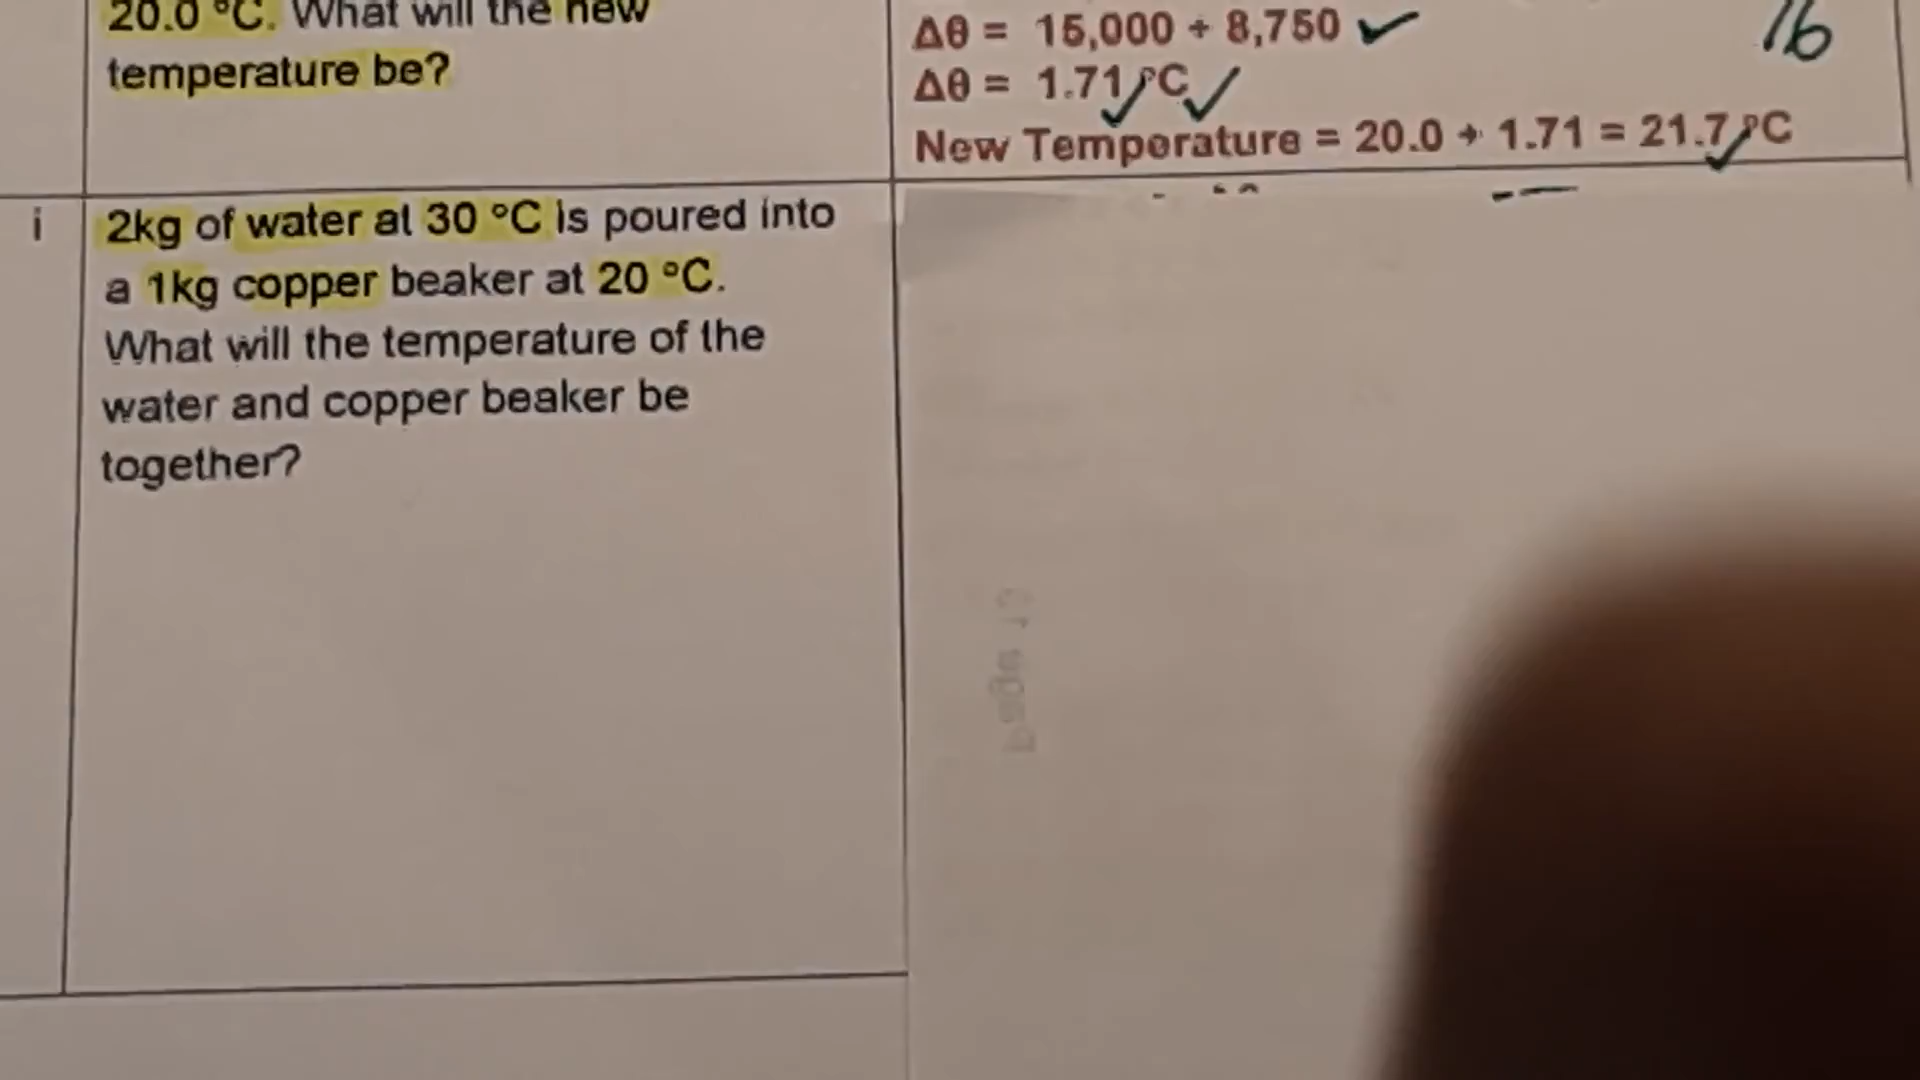 20.0 °C. What will the new
temperature be?
Δθ = 15,000 ÷ 8,750 ✓
Δθ = 1.71 °C ✓✓
New Temperature = 20.0 + 1.71 = 21.7 °C ✓
16
i
2kg of water at 30 °C is poured into
a 1kg copper beaker at 20 °C.
What will the temperature of the
water and copper beaker be
together?